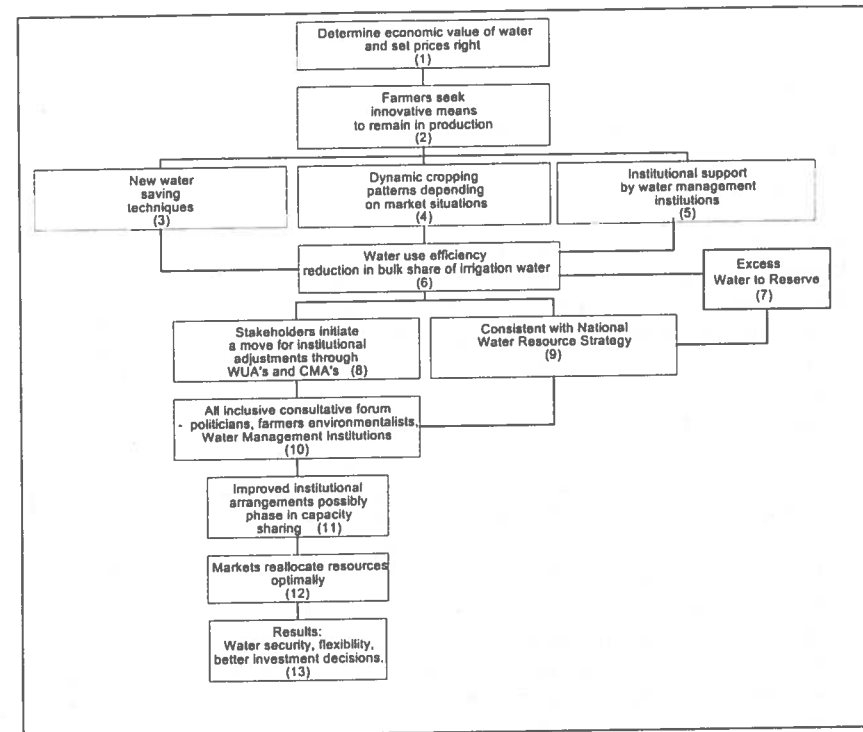 Determine economic value of water
and set prices right
(1)
Farmers seek
innovative means
to remain in production
(2)
New water
saving
techniques
(3)
Dynamic cropping
patterns depending
on market situations
(4)
Institutional support
by water management
institutions
(5)
Water use efficiency
reduction in bulk share of irrigation water
(6)
Excess
Water to Reserve
(7)
Stakeholders initiate
a move for institutional
adjustments through
WUA's and CMA's (8)
Consistent with National
Water Resource Strategy
(9)
All inclusive consultative forum
- politicians, farmers environmentalists,
Water Management Institutions
(10)
Improved institutional
arrangements possibly
phase in capacity
sharing (11)
Markets reallocate resources
optimally
(12)
Results:
Water security, flexibility,
better investment decisions.
(13)